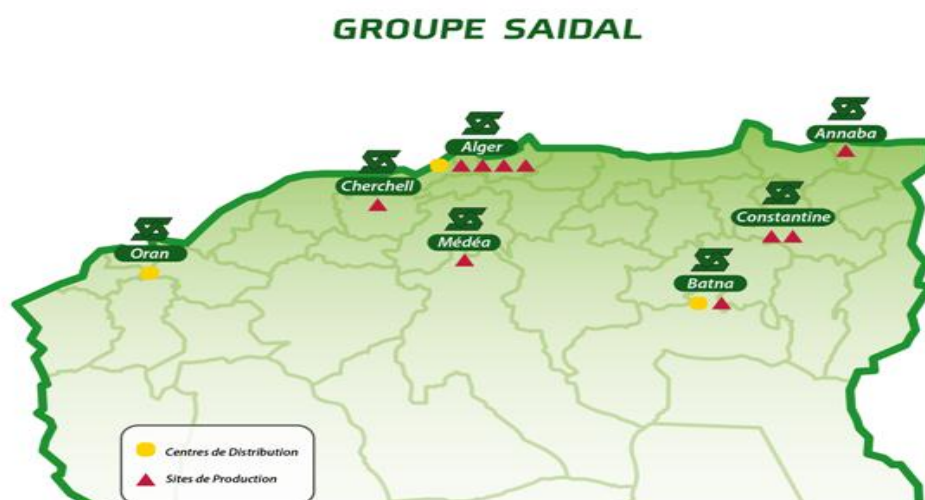 GROUPE SAIDAL
Annaba
Alger
Cherchell
Constantine
Médéa
Oran
Batna
Centres de Distribution
Sites de Production